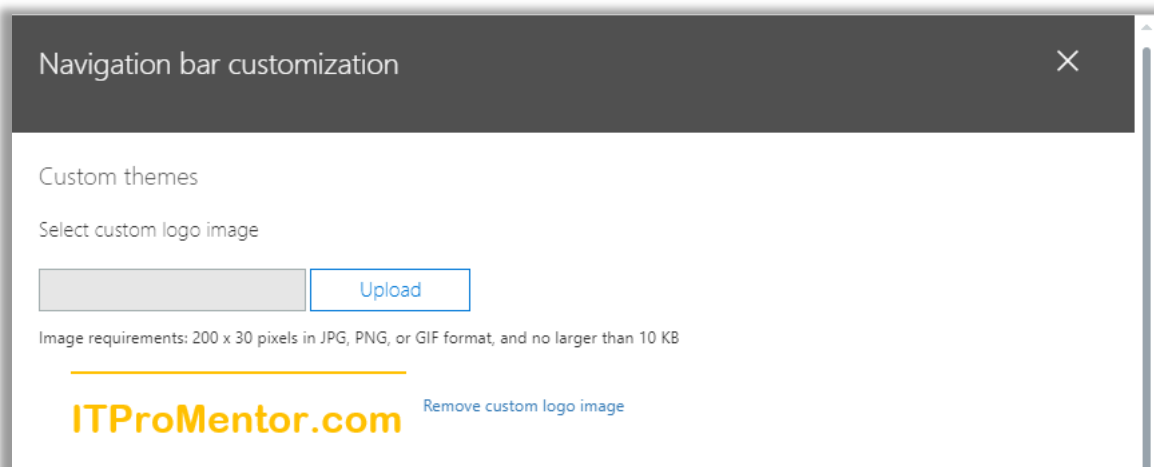 Navigation bar customization
Custom themes
Select custom logo image
Upload
Image requirements: 200 x 30 pixels in JPG, PNG, or GIF format, and no larger than 10 KB
ITProMentor.com
Remove custom logo image